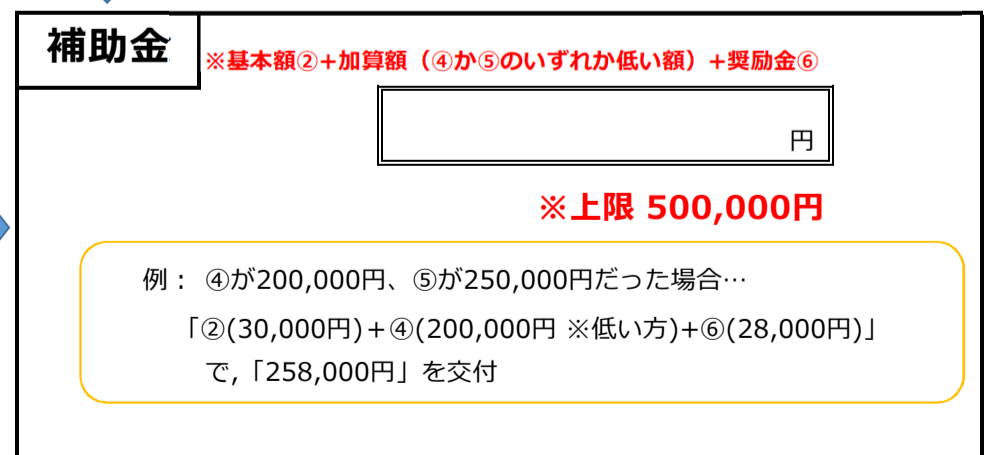 補助金
※基本額②+加算額（④か⑤のいずれか低い額）+奨励金⑥
円
※上限 500,000円
例： ④が200,000円、⑤が250,000円だった場合…
「②(30,000円)＋④(200,000円 ※低い方)+⑥(28,000円)」
で,「258,000円」を交付